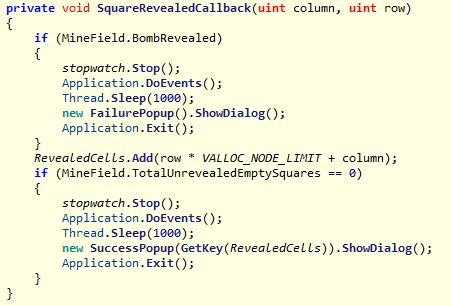 private void SquareRevealedCallback(uint column, uint row)
{
    if (MineField.BombRevealed)
    {
        stopwatch.Stop();
        Application.DoEvents();
        Thread.Sleep(1000);
        new FailurePopup().ShowDialog();
        Application.Exit();
    }
    RevealedCells.Add(row * VALLOC_NODE_LIMIT + column);
    if (MineField.TotalUnrevealedEmptySquares == 0)
    {
        stopwatch.Stop();
        Application.DoEvents();
        Thread.Sleep(1000);
        new SuccessPopup(GetKey(RevealedCells)).ShowDialog();
        Application.Exit();
    }
}